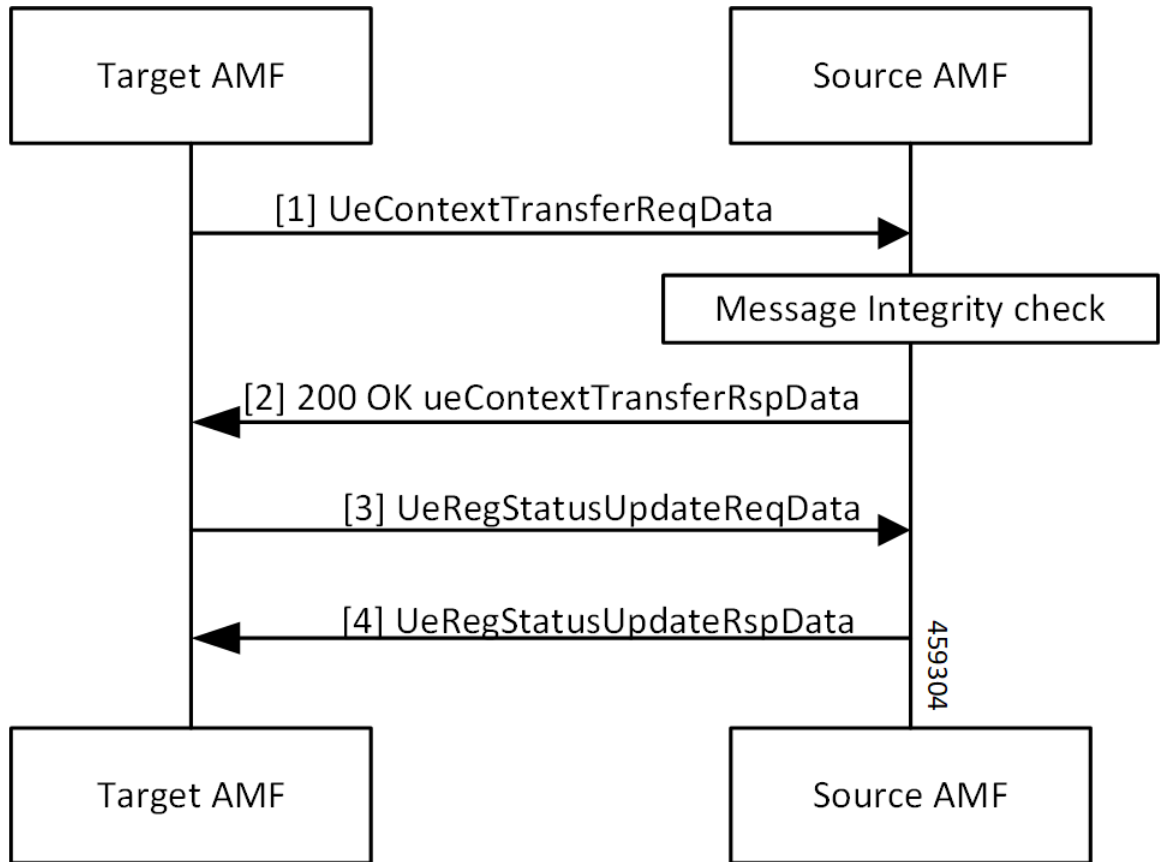 Target AMF
Source AMF
[1] UeContextTransferReqData
Message Integrity check
[2] 200 OK ueContextTransferRspData
[3] UeRegStatusUpdateReqData
[4] UeRegStatusUpdateRspData
459304
Target AMF
Source AMF